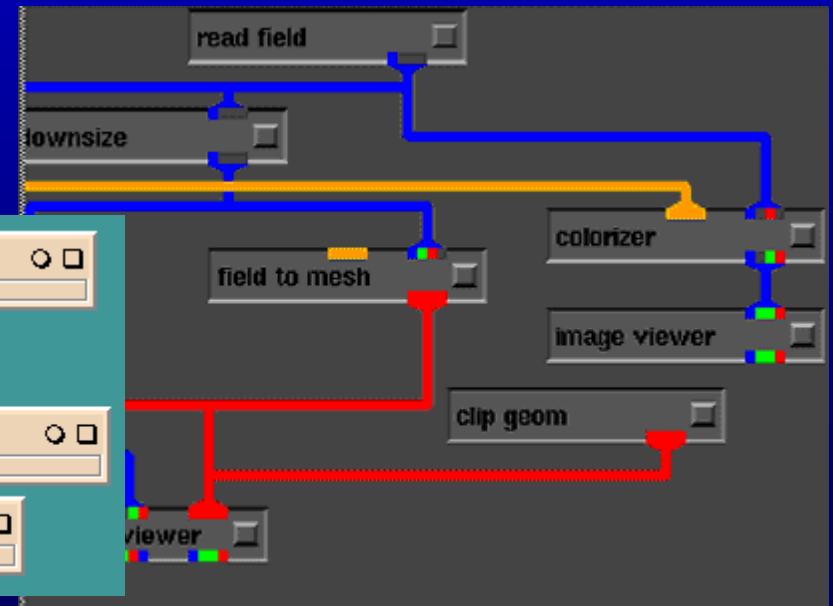 read field
downsize
colorizer
field to mesh
image viewer
clip geom
viewer